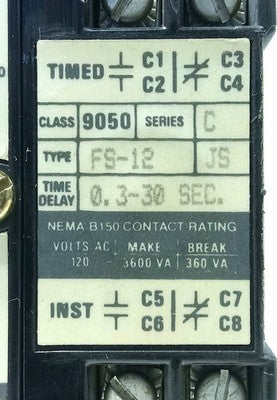 TIMED C1 C3
C2 C4
CLASS 9050 SERIES C
TYPE FS-12 JS
TIME
DELAY 0.3-30 SEC.
NEMA B150 CONTACT RATING
VOLTS AC MAKE BREAK
120 3600 VA 360 VA
INST C5 C7
C6 C8